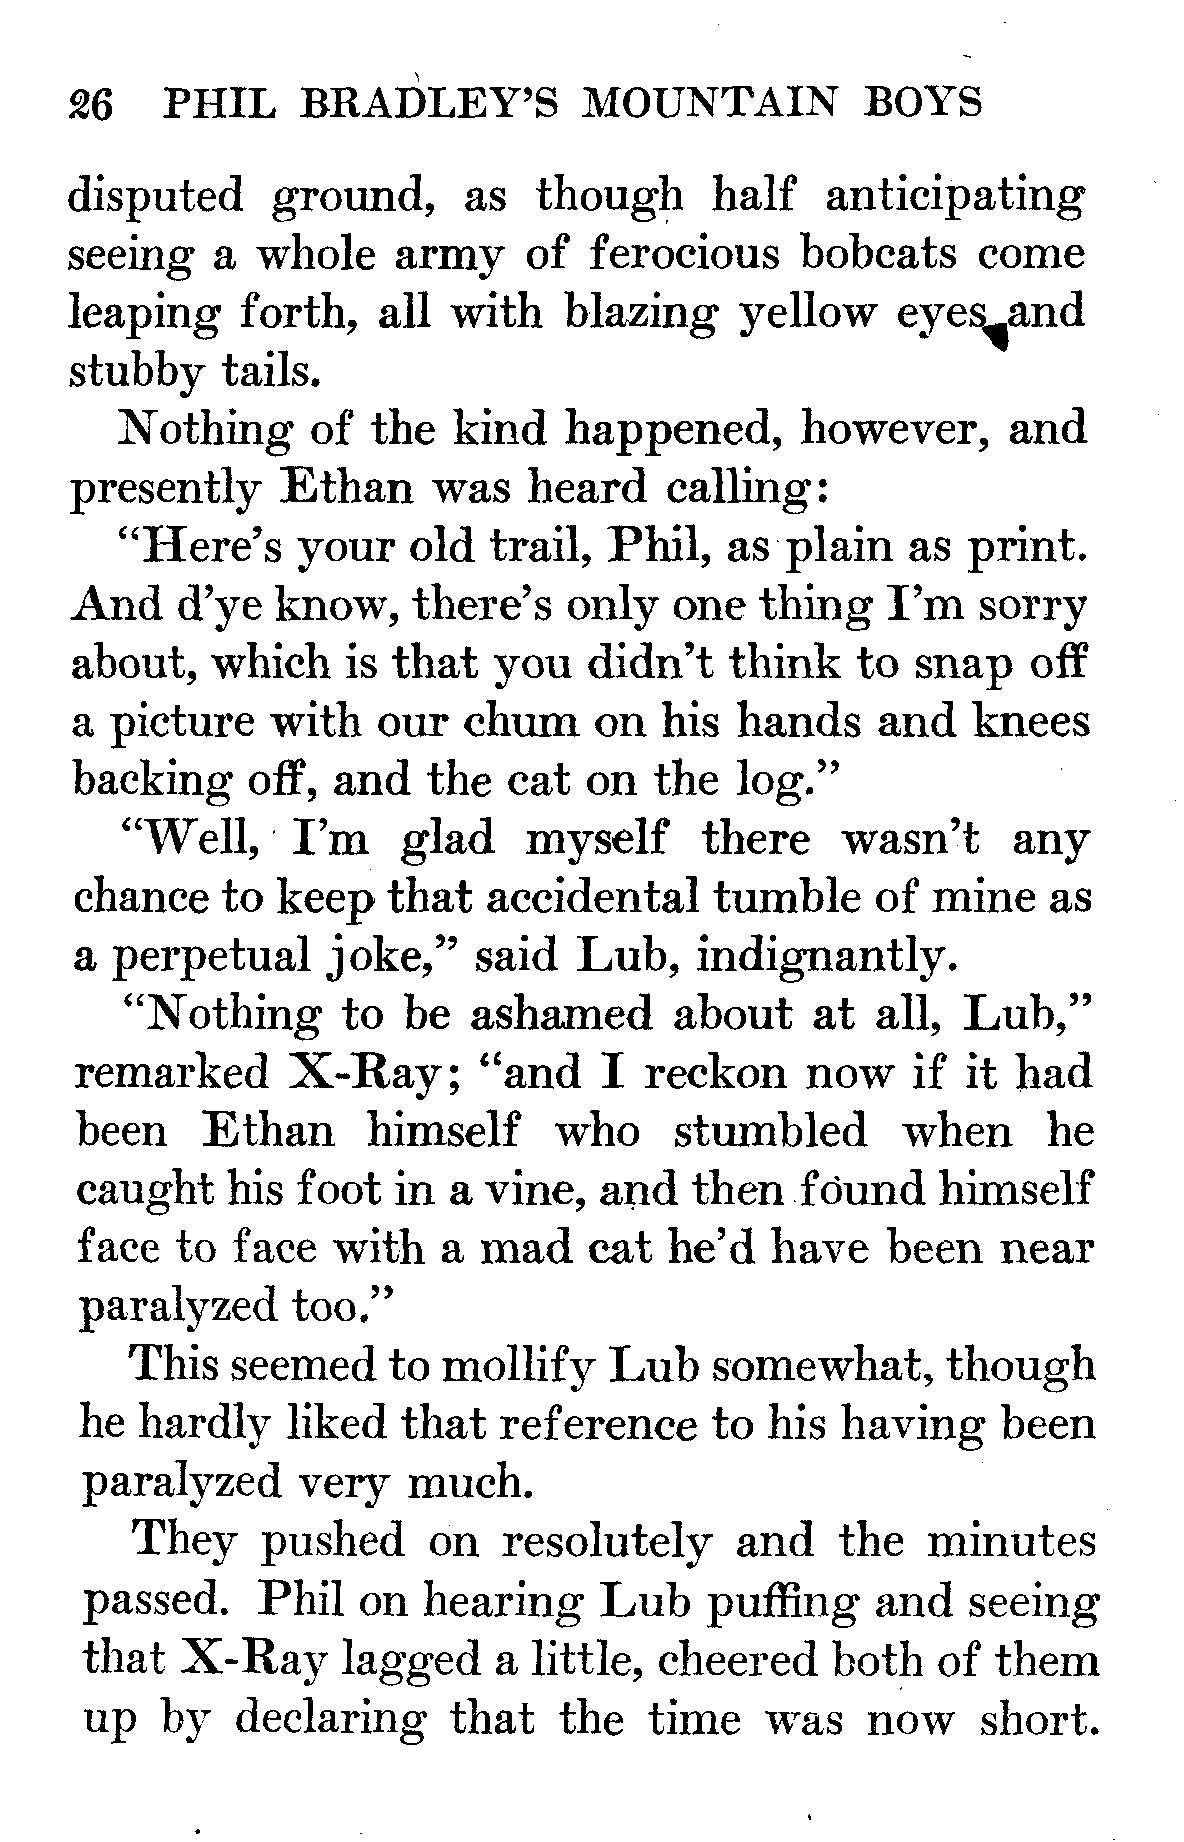 26 PHIL BRADLEY'S MOUNTAIN BOYS
disputed ground, as though half anticipating
seeing a whole army of ferocious bobcats come
leaping forth, all with blazing yellow eyes and
stubby tails.
Nothing of the kind happened, however, and
presently Ethan was heard calling:
“Here's your old trail, Phil, as plain as print.
And d'ye know, there's only one thing I'm sorry
about, which is that you didn't think to snap off
a picture with our chum on his hands and knees
backing off, and the cat on the log.”
“Well, I'm glad myself there wasn't any
chance to keep that accidental tumble of mine as
a perpetual joke,” said Lub, indignantly.
“Nothing to be ashamed about at all, Lub,”
remarked X-Ray; “and I reckon now if it had
been Ethan himself who stumbled when he
caught his foot in a vine, and then found himself
face to face with a mad cat he'd have been near
paralyzed too.”
This seemed to mollify Lub somewhat, though
he hardly liked that reference to his having been
paralyzed very much.
They pushed on resolutely and the minutes
passed. Phil on hearing Lub puffing and seeing
that X-Ray lagged a little, cheered both of them
up by declaring that the time was now short.